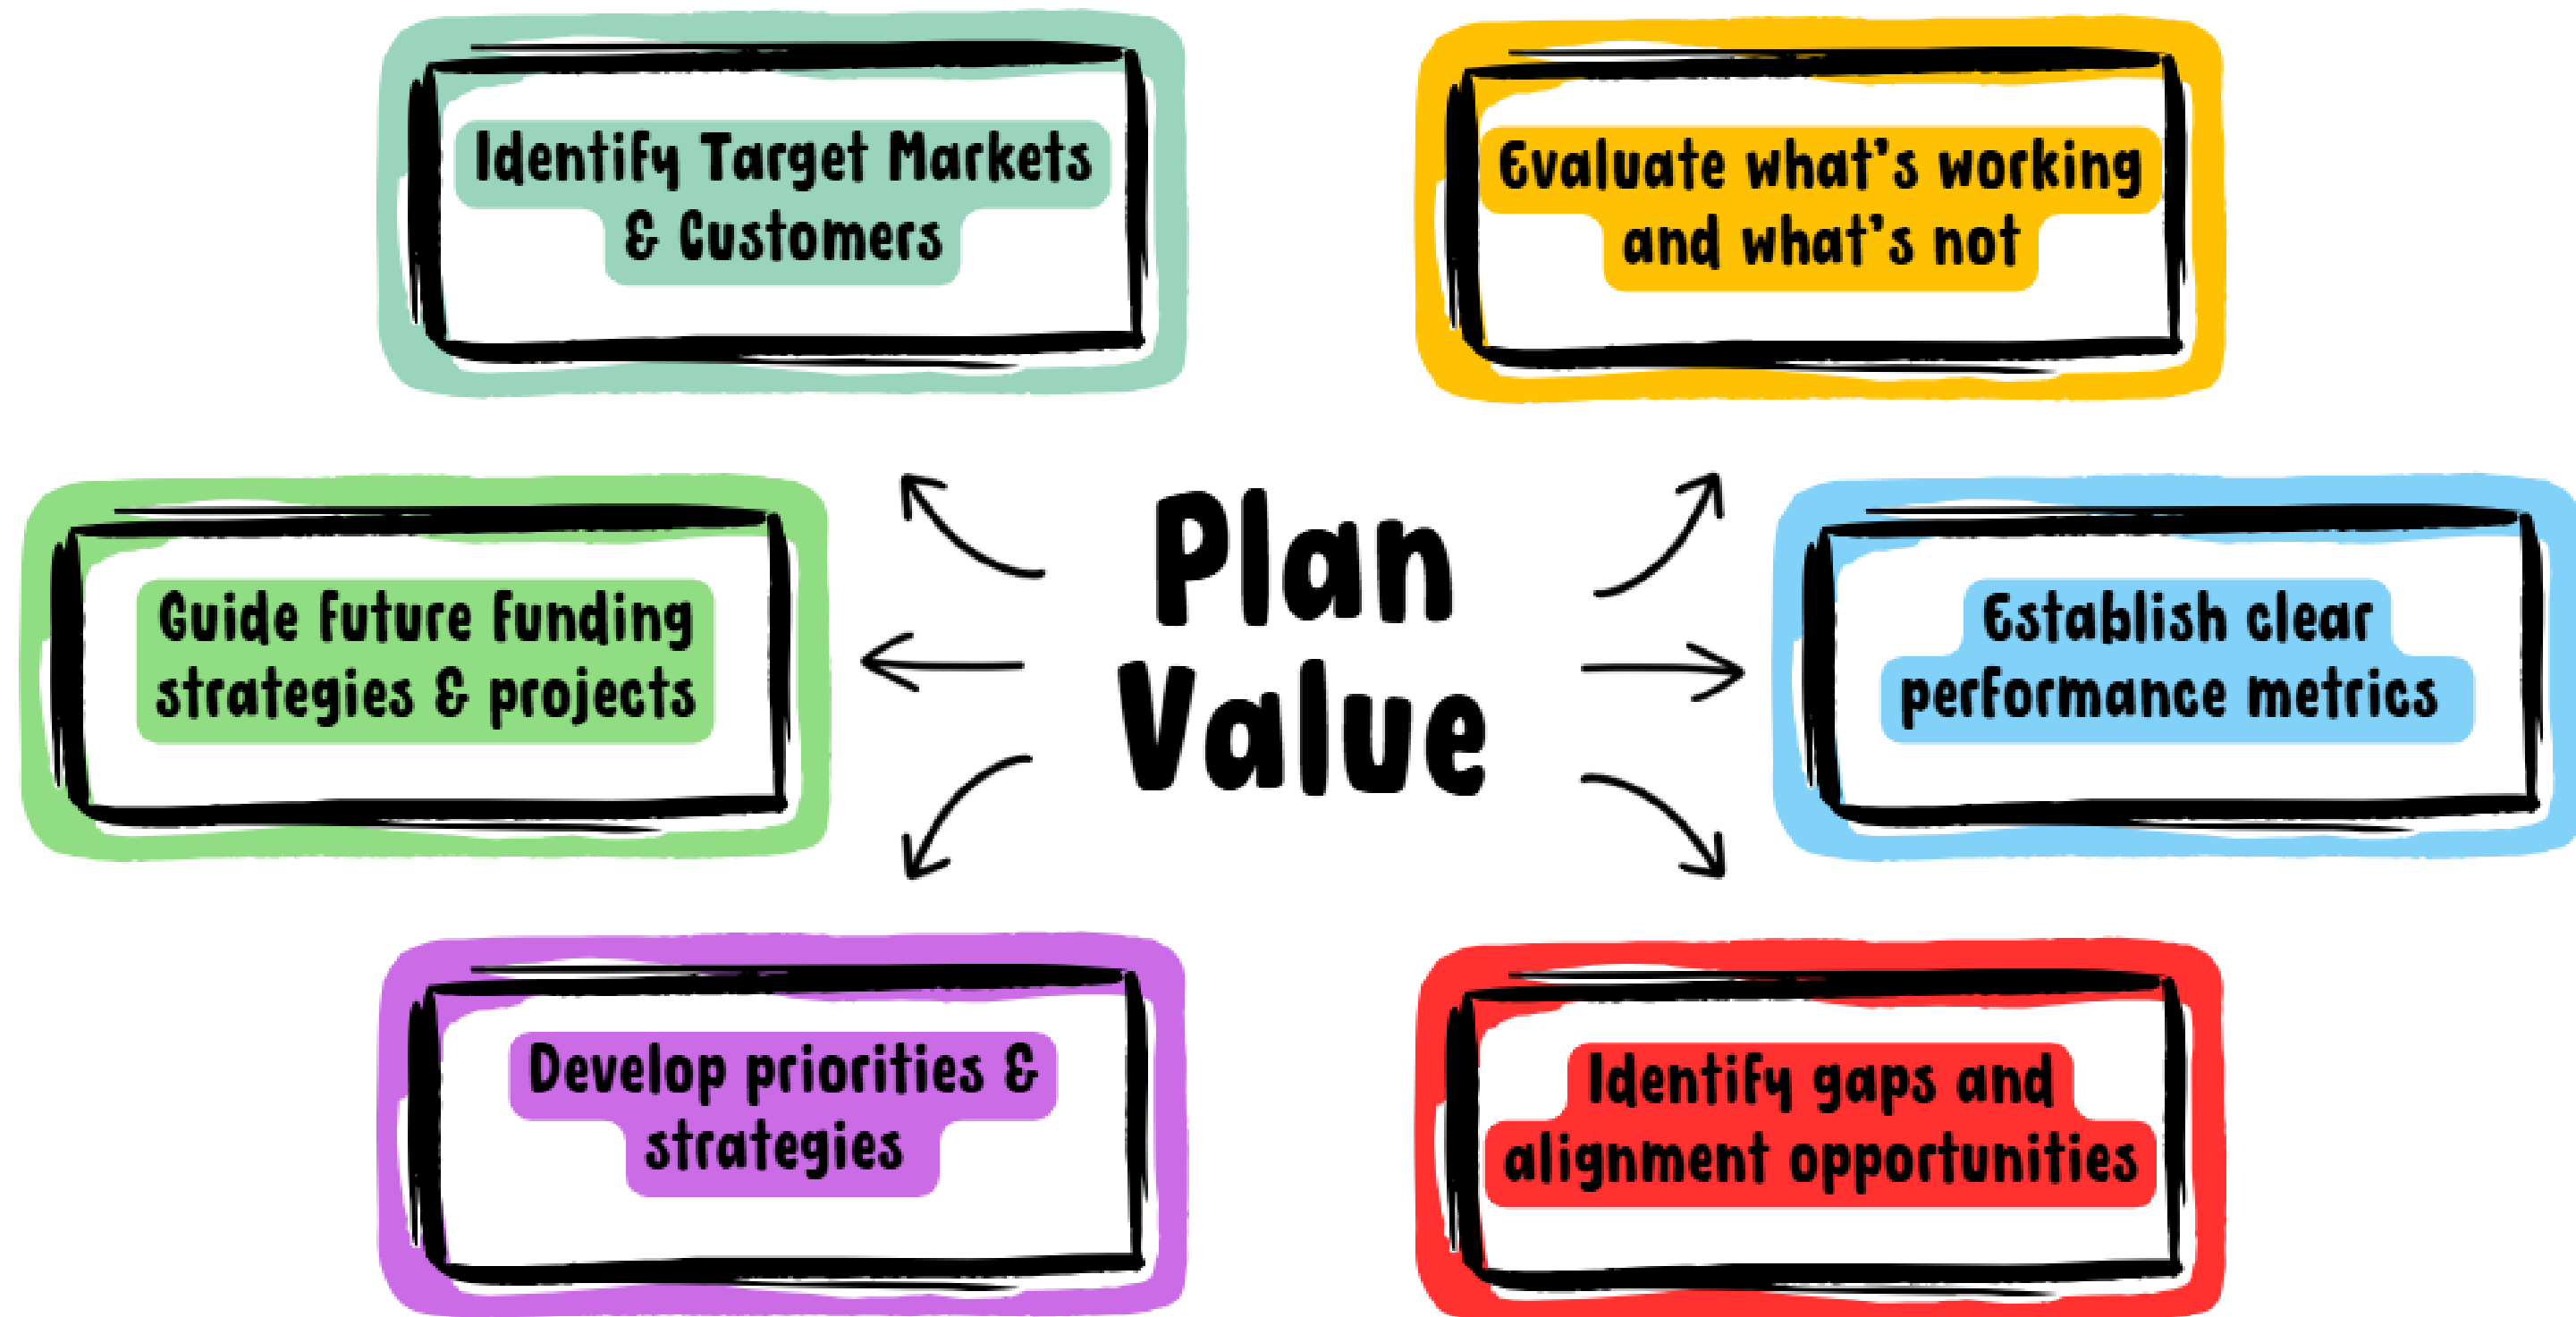 Identify Target Markets
& Customers
Evaluate what's working
and what's not
Guide future funding
strategies & projects
Plan
Value
Establish clear
performance metrics
Develop priorities &
strategies
Identify gaps and
alignment opportunities